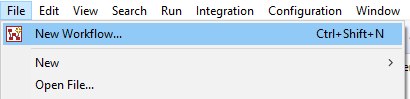 File Edit View Search Run Integration Configuration Window
New Workflow... Ctrl+Shift+N
New
Open File...